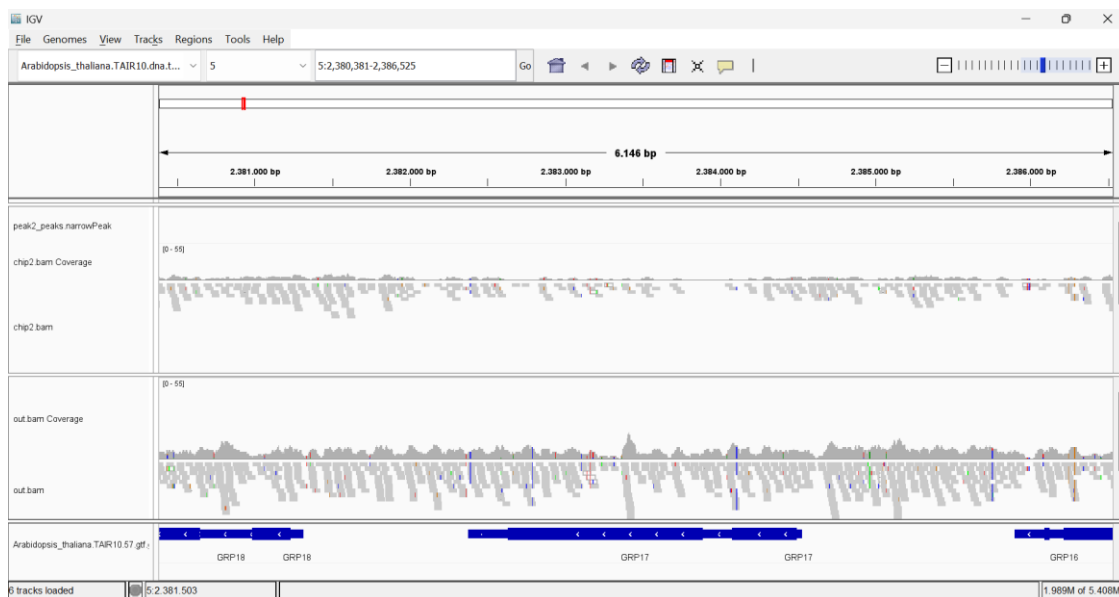 IGV
File Genomes View Tracks Regions Tools Help
Arabidopsis_thaliana.TAIR10.dna.t... 5 5:2,380,381-2,386,525 Go
6.146 bp
2.381.000 bp 2.382.000 bp 2.383.000 bp 2.384.000 bp 2.385.000 bp 2.386.000 bp
peak2_peaks.narrowPeak
[0 - 55]
chip2.bam Coverage
chip2.bam
[0 - 55]
out.bam Coverage
out.bam
Arabidopsis_thaliana.TAIR10.57.gtf.
GRP18 GRP18 GRP17 GRP17 GRP16
6 tracks loaded 5:2.381.503 1.989M of 5.408M